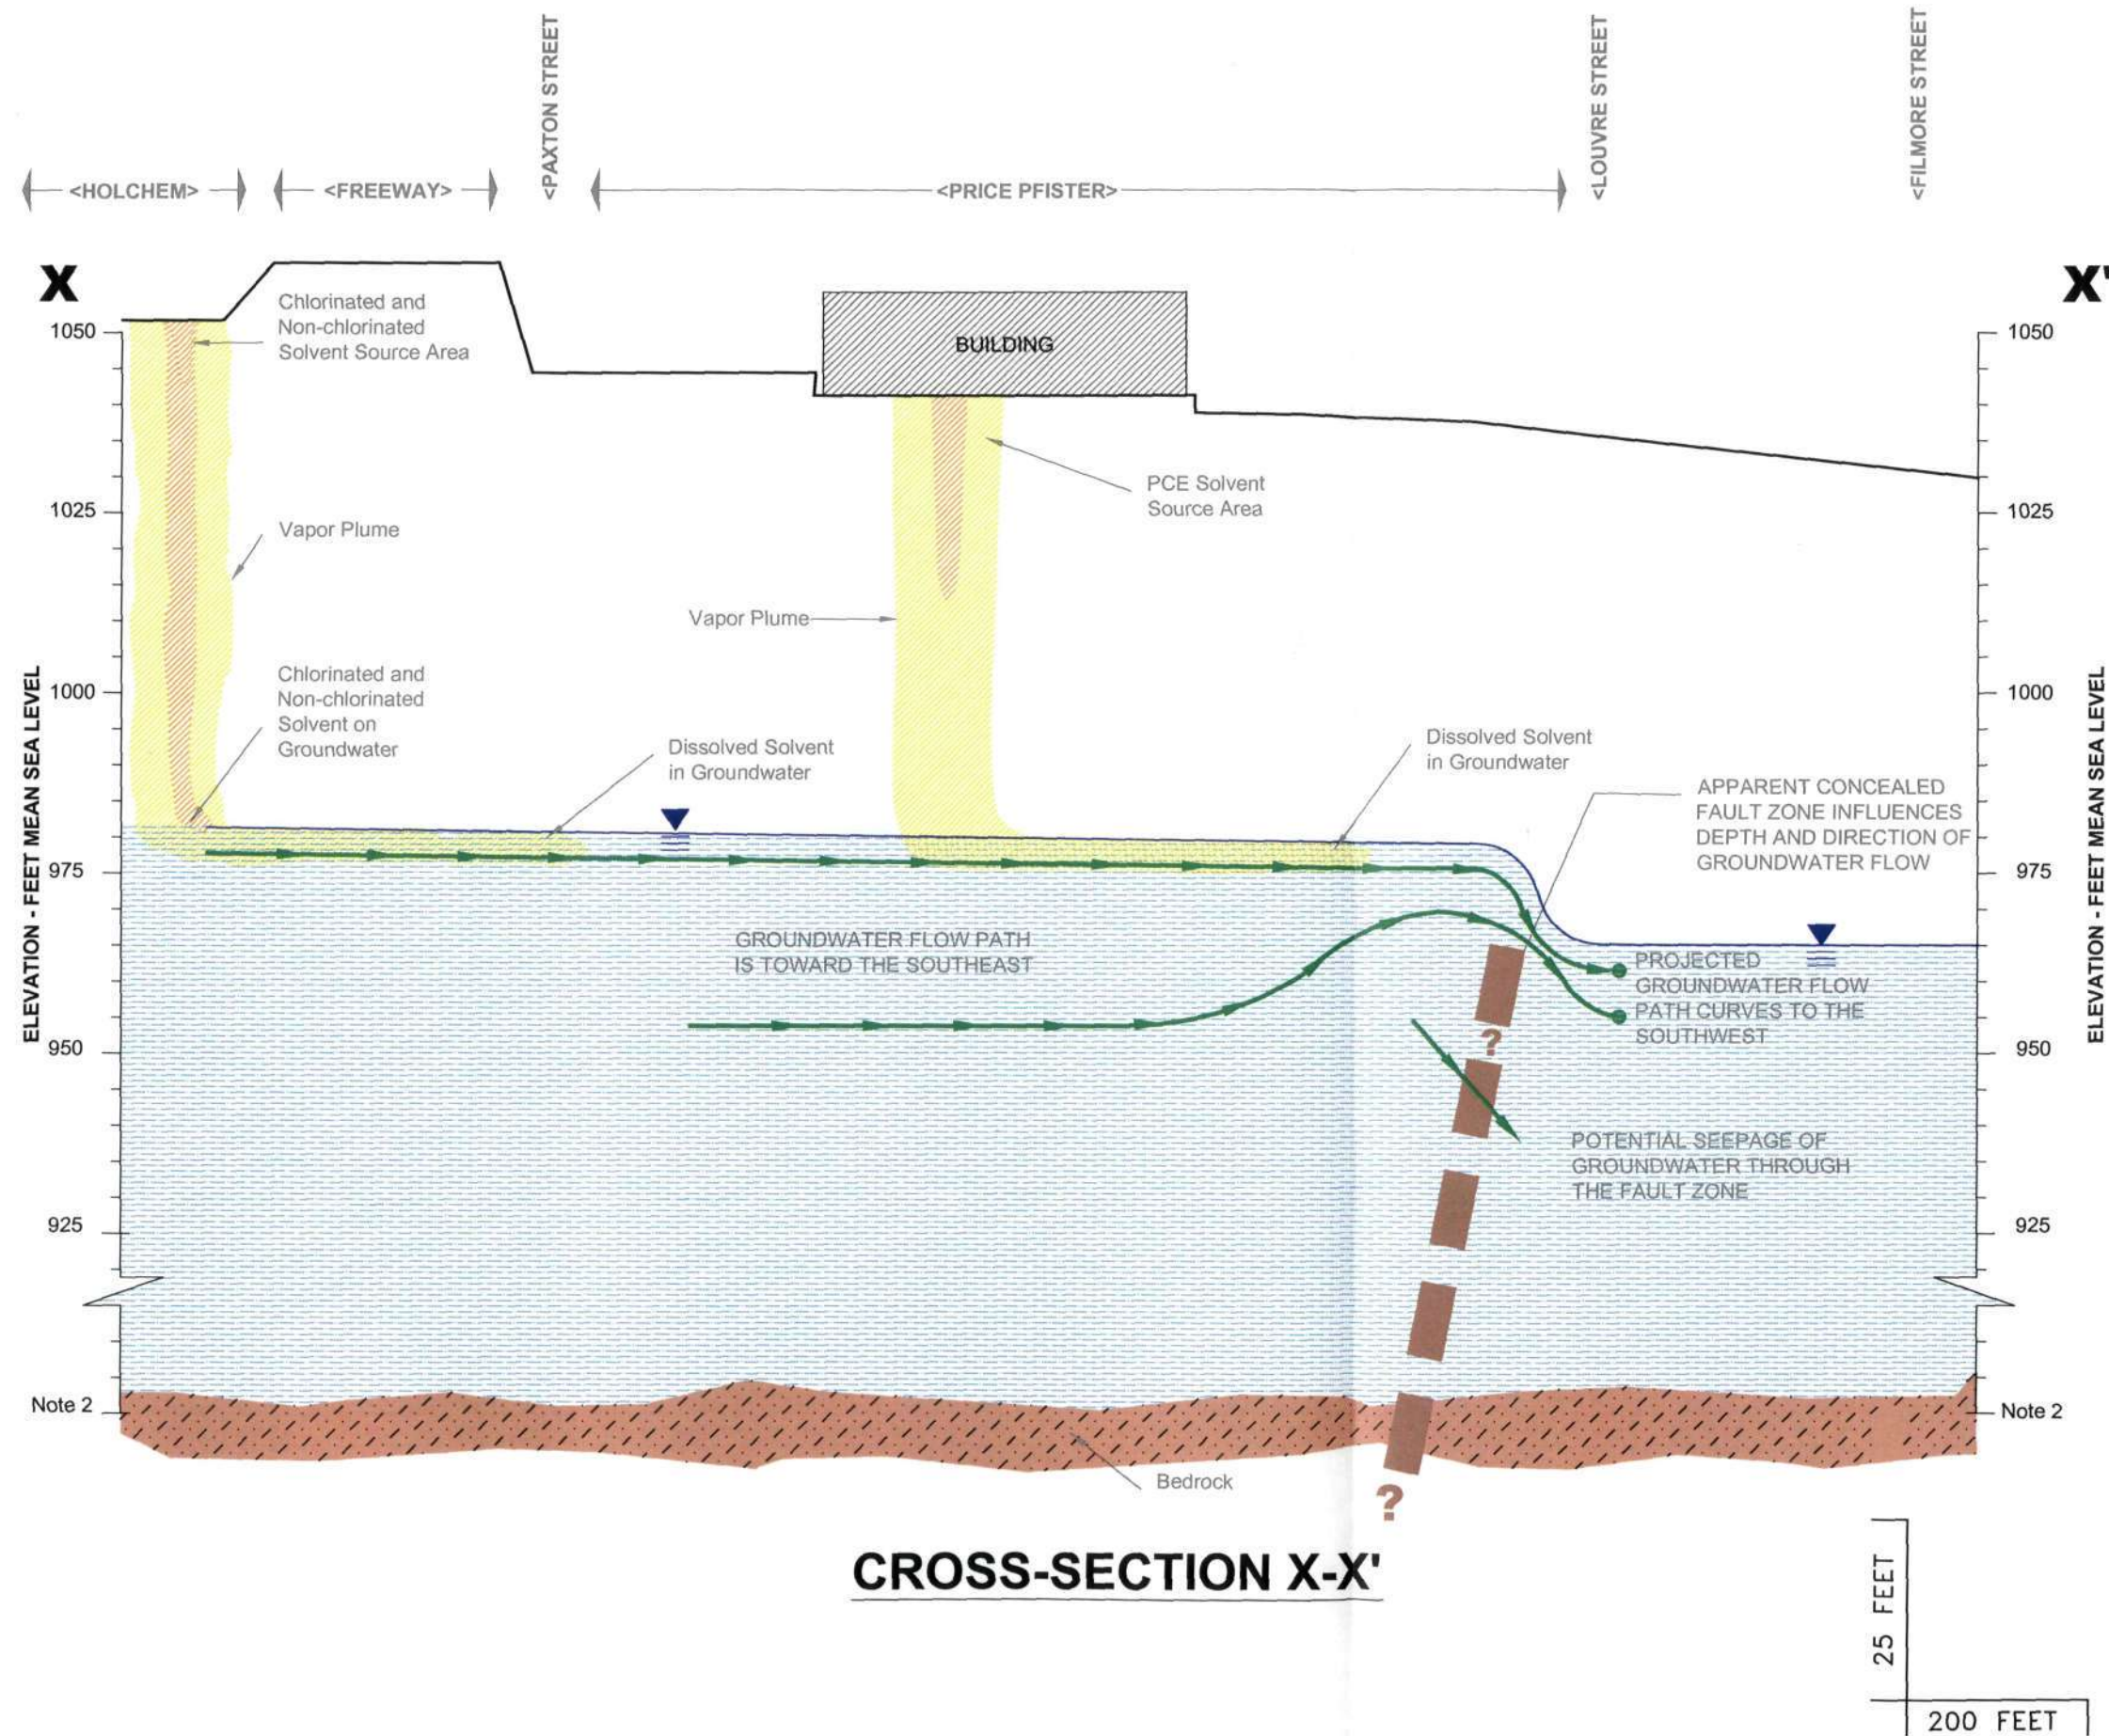 <PAXTON STREET
<LOUVRE STREET
<FILMORE STREET
<HOLCHEM>
<FREEWAY>
<PRICE PFISTER>
X
X'
Chlorinated and
Non-chlorinated
Solvent Source Area
BUILDING
1050
1050
PCE Solvent
Source Area
1025
1025
Vapor Plume
Vapor Plume
Chlorinated and
Non-chlorinated
Solvent on
Groundwater
1000
1000
ELEVATION - FEET MEAN SEA LEVEL
ELEVATION - FEET MEAN SEA LEVEL
Dissolved Solvent
in Groundwater
Dissolved Solvent
in Groundwater
APPARENT CONCEALED
FAULT ZONE INFLUENCES
DEPTH AND DIRECTION OF
GROUNDWATER FLOW
975
975
GROUNDWATER FLOW PATH
IS TOWARD THE SOUTHEAST
PROJECTED
GROUNDWATER FLOW
PATH CURVES TO THE
SOUTHWEST
?
950
950
POTENTIAL SEEPAGE OF
GROUNDWATER THROUGH
THE FAULT ZONE
925
925
Note 2
Note 2
Bedrock
?
CROSS-SECTION X-X'
25 FEET
200 FEET